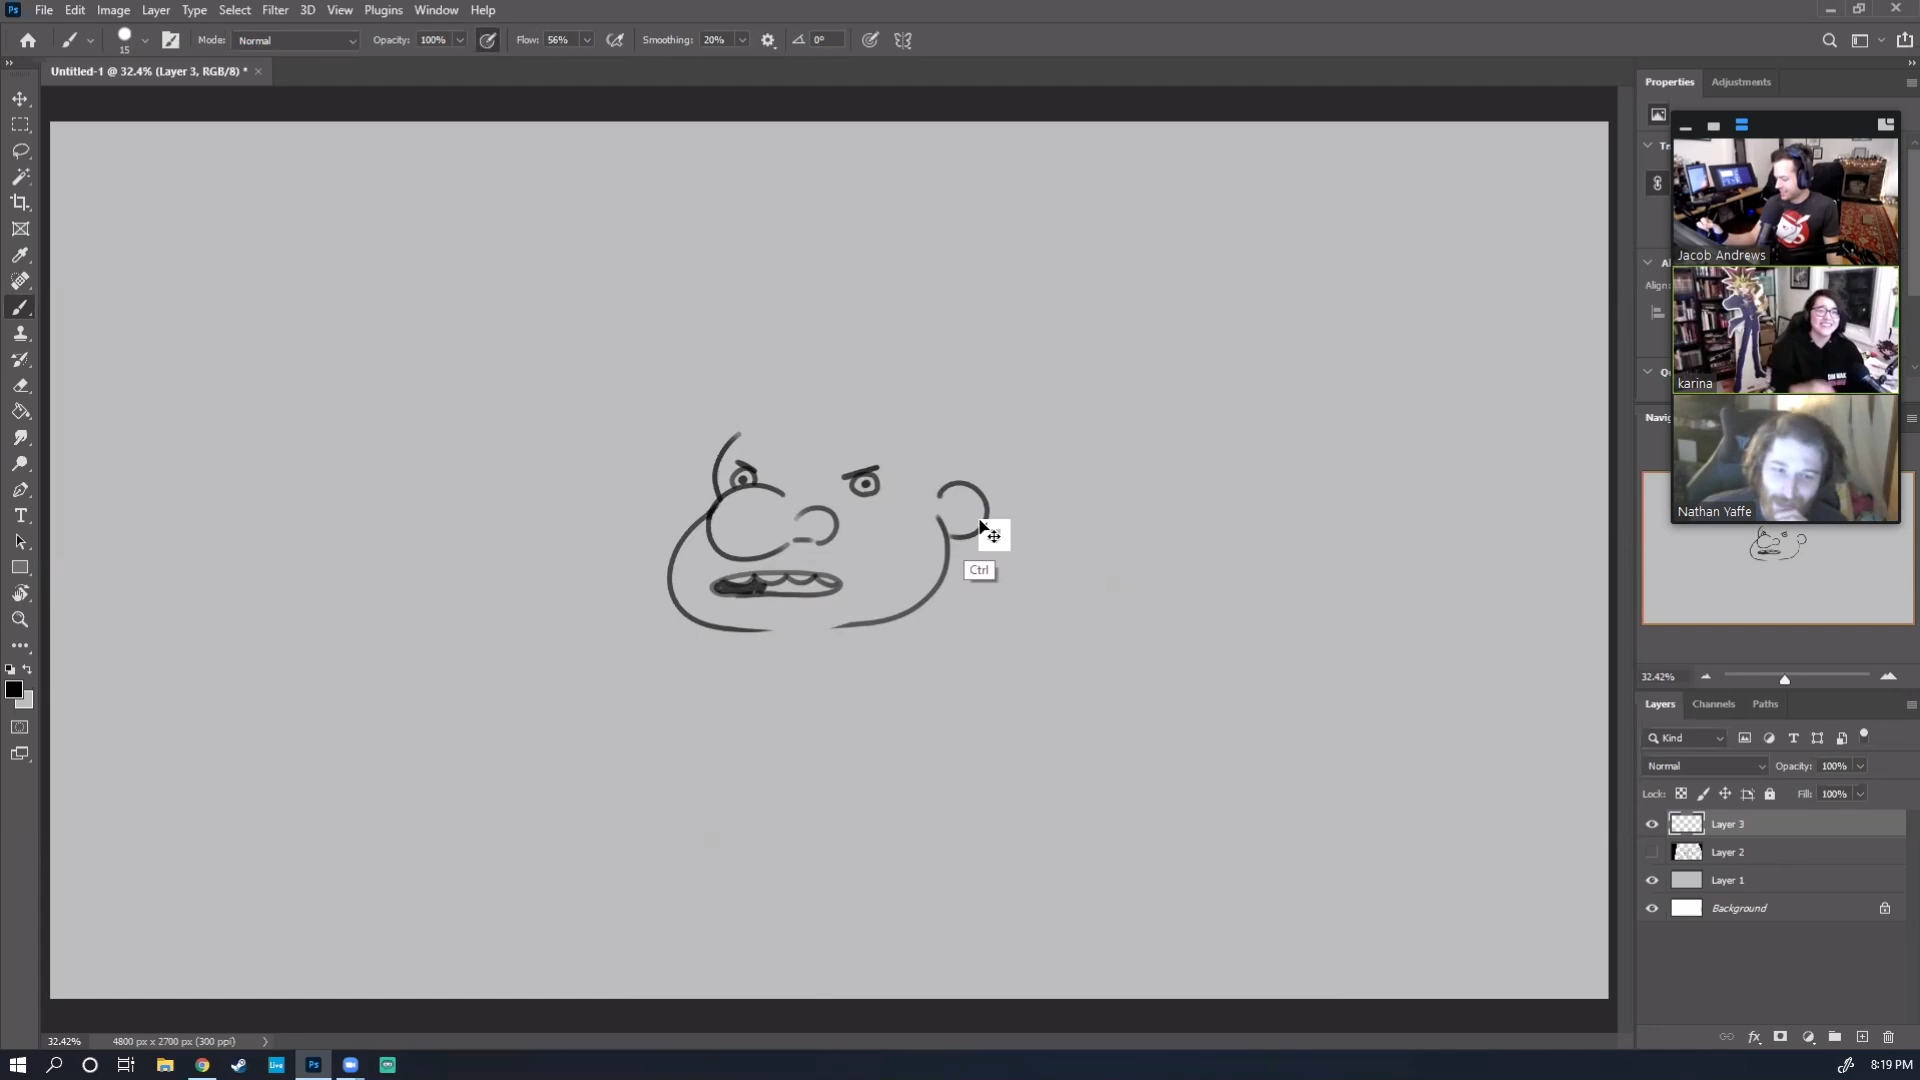 Ps File Edit Image Layer Type Select Filter 3D View Plugins Window Help
15 Mode: Normal Opacity: 100% Flow: 56% Smoothing: 20% 0°
Untitled-1 @ 32.4% (Layer 3, RGB/8) *
Properties Adjustments
Jacob Andrews
Align:
karina
Nathan Yaffe
Ctrl
32.42%
Layers Channels Paths
Kind
Normal Opacity: 100%
Lock: Fill: 100%
Layer 3
Layer 2
Layer 1
Background
32.42% 4800 px x 2700 px (300 ppi)
Live Ps 8:19 PM